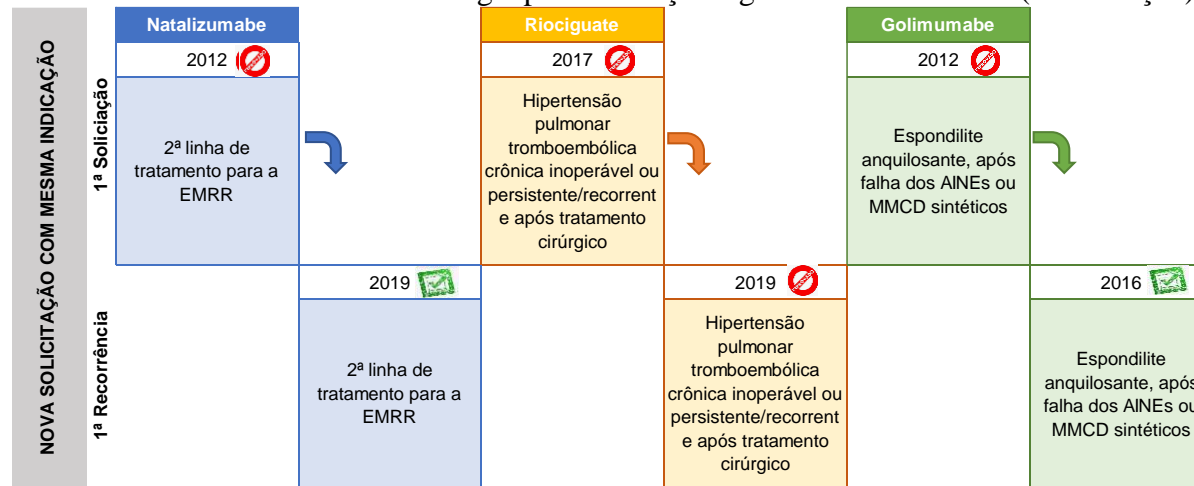 Natalizumabe
Riociguate
Golimumabe
NOVA SOLICITAÇÃO COM MESMA INDICAÇÃO
1ª Soliciação
2012
2017
2012
2ª linha de
tratamento para a
EMRR
Hipertensão
pulmonar
tromboembólica
crônica inoperável ou
persistente/recorrent
e após tratamento
cirúrgico
Espondilite
anquilosante, após
falha dos AINEs ou
MMCD sintéticos
1ª Recorrência
2019
2019
2016
2ª linha de
tratamento para a
EMRR
Hipertensão
pulmonar
tromboembólica
crônica inoperável ou
persistente/recorrent
e após tratamento
cirúrgico
Espondilite
anquilosante, após
falha dos AINEs ou
MMCD sintéticos